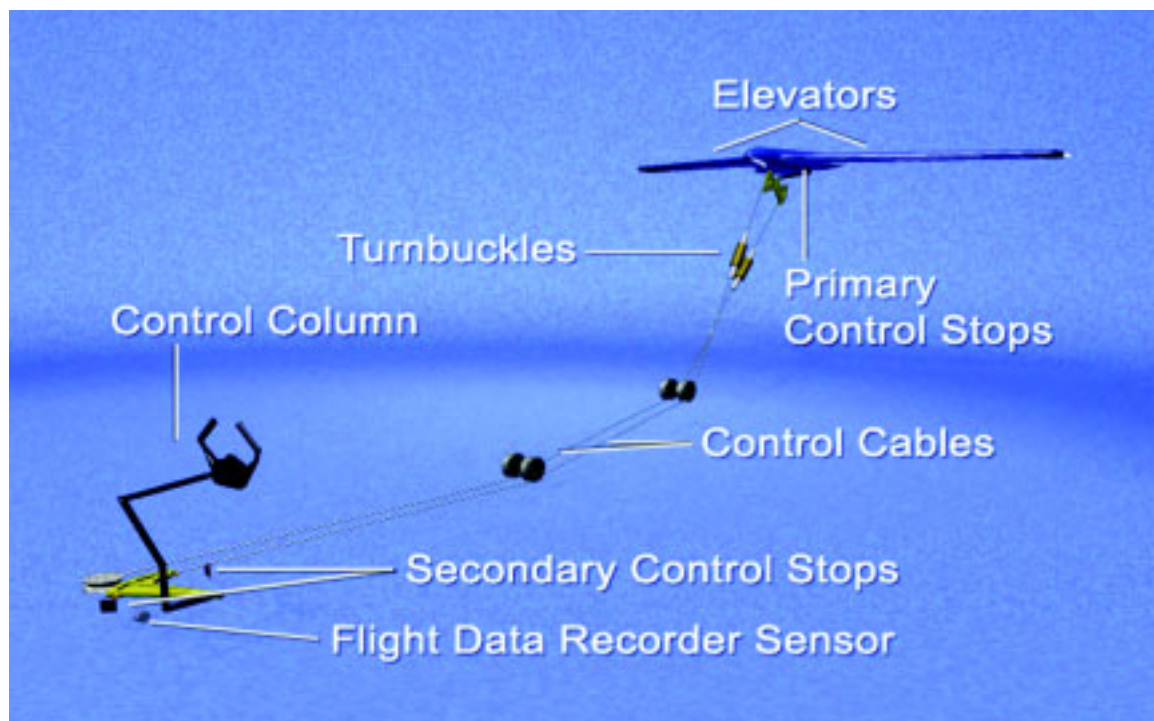 Elevators
Turnbuckles
Primary
Control Stops
Control Column
Control Cables
Secondary Control Stops
Flight Data Recorder Sensor